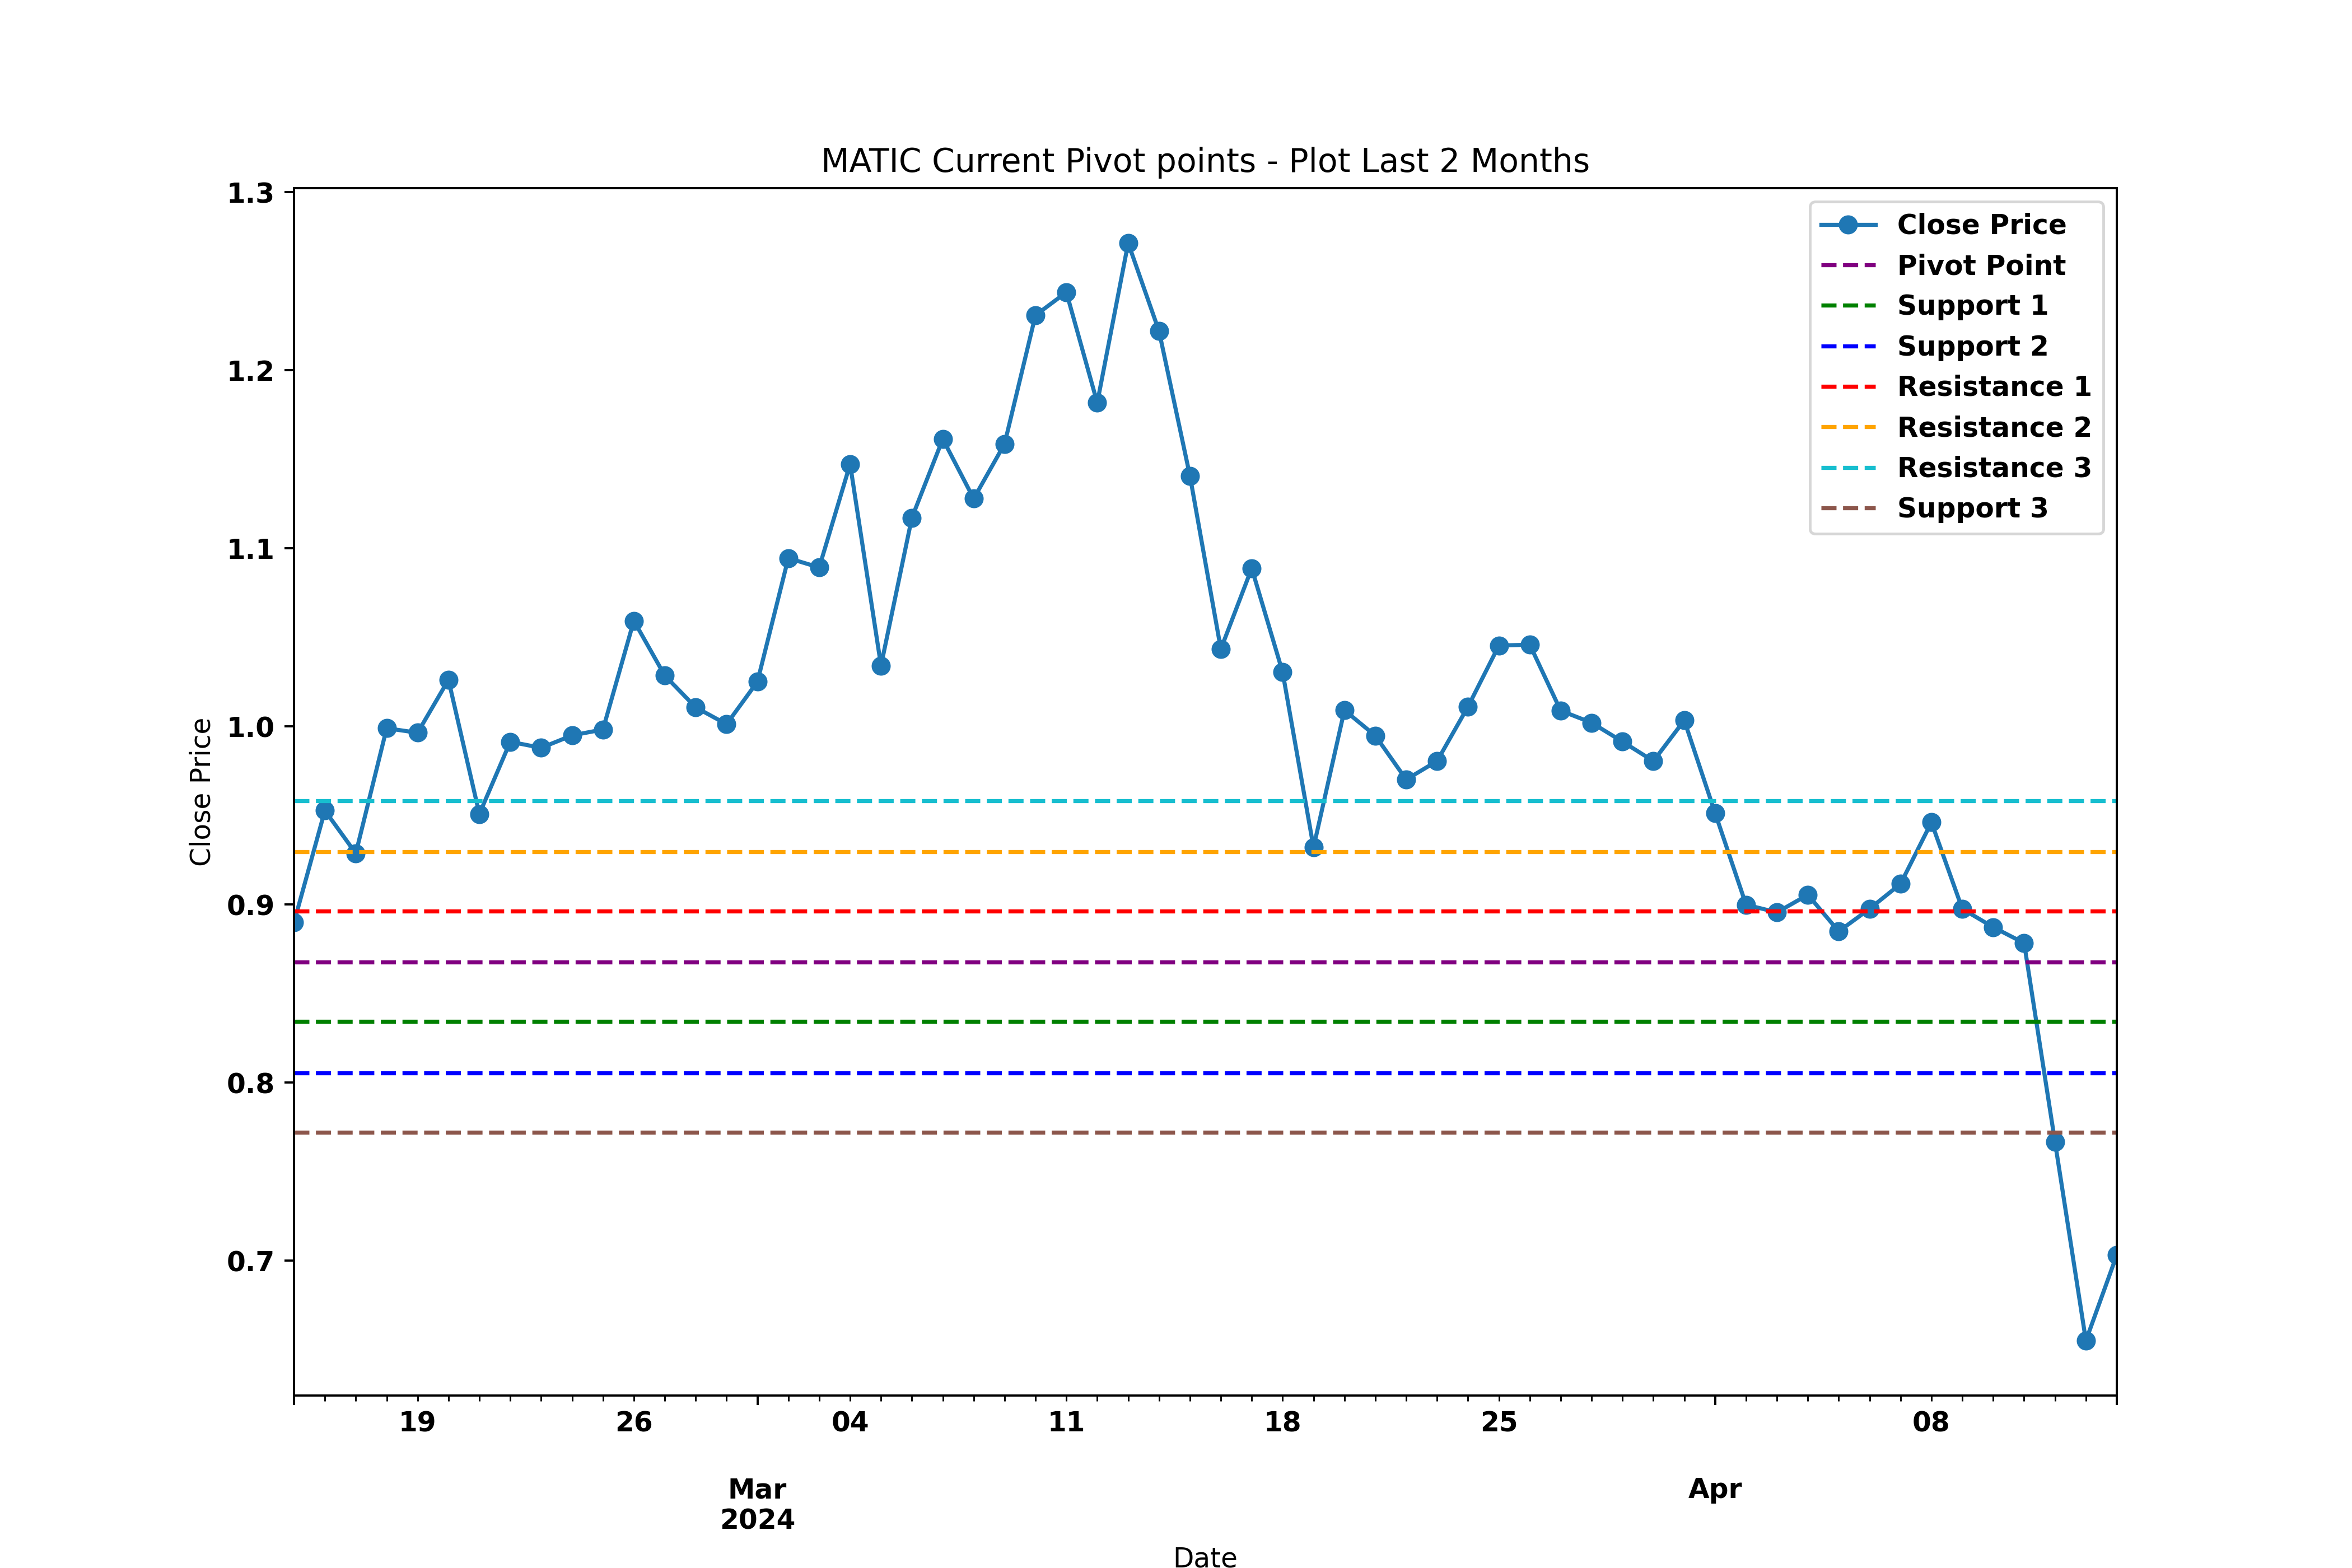 MATIC Current Pivot points - Plot Last 2 Months
Close Price
Pivot Point
Support 1
Support 2
Resistance 1
Resistance 2
Resistance 3
Support 3
1.3
1.2
1.1
1.0
0.9
0.8
0.7
Close Price
19 26 04 11 18 25 08
Mar Apr
2024
Date